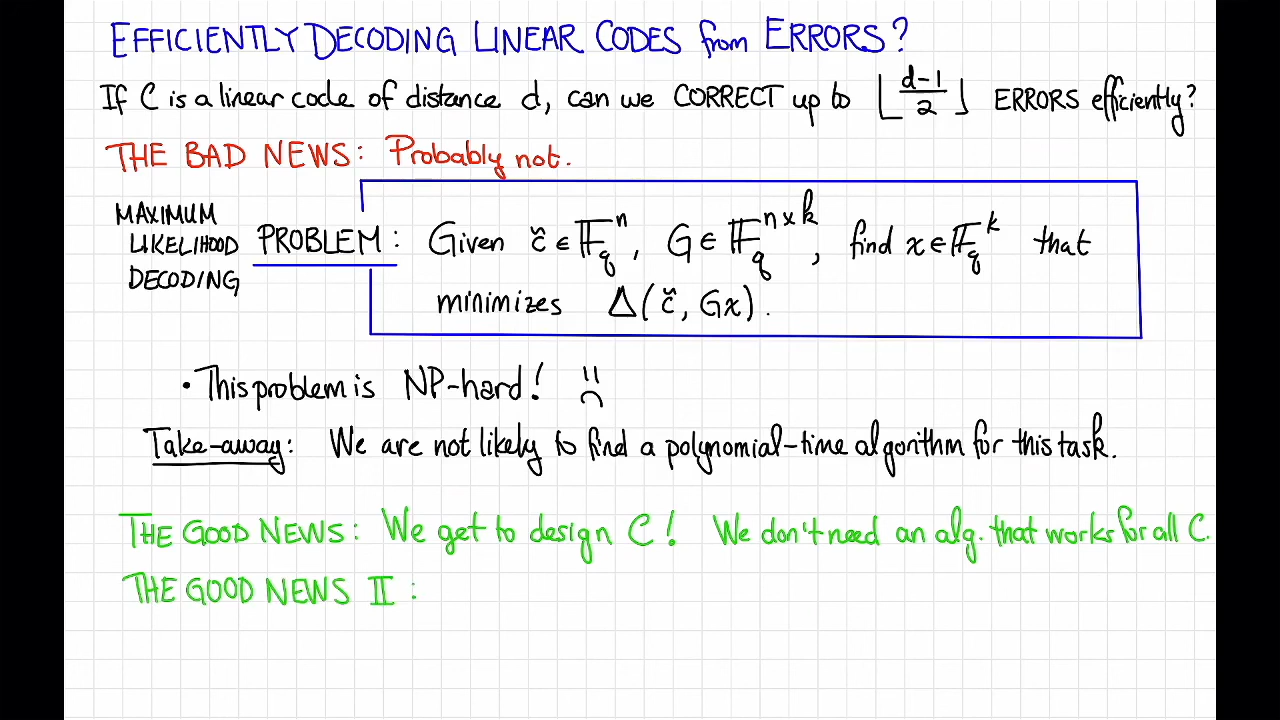 EFFICIENTLY DECODING LINEAR CODES from ERRORS?
If C is a linear code of distance d, can we CORRECT up to ⌊(d-1)/2⌋ ERRORS efficiently?
THE BAD NEWS: Probably not.
MAXIMUM
LIKELIHOOD
DECODING
PROBLEM: Given c̃ ∈ 𝔽_q^n, G ∈ 𝔽_q^{n×k}, find x ∈ 𝔽_q^k that
minimizes Δ(c̃, Gx).
• This problem is NP-hard! ":(
Take-away: We are not likely to find a polynomial-time algorithm for this task.
THE GOOD NEWS: We get to design C! We don't need an alg. that works for all C.
THE GOOD NEWS II: